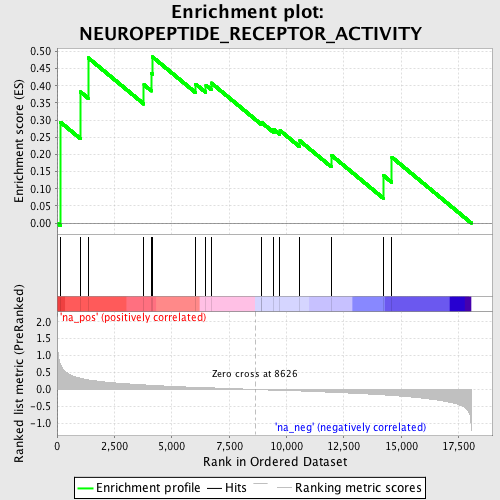 Enrichment plot:
NEUROPEPTIDE_RECEPTOR_ACTIVITY
Enrichment score (ES)
0.50
0.45
0.40
0.35
0.30
0.25
0.20
0.15
0.10
0.05
0.00
'na_pos' (positively correlated)
Ranked list metric (PreRanked)
2.0
1.5
1.0
0.5
0.0
-0.5
-1.0
Zero cross at 8626
'na_neg' (negatively correlated)
0 2,500 5,000 7,500 10,000 12,500 15,000 17,500
Rank in Ordered Dataset
Enrichment profile Hits Ranking metric scores